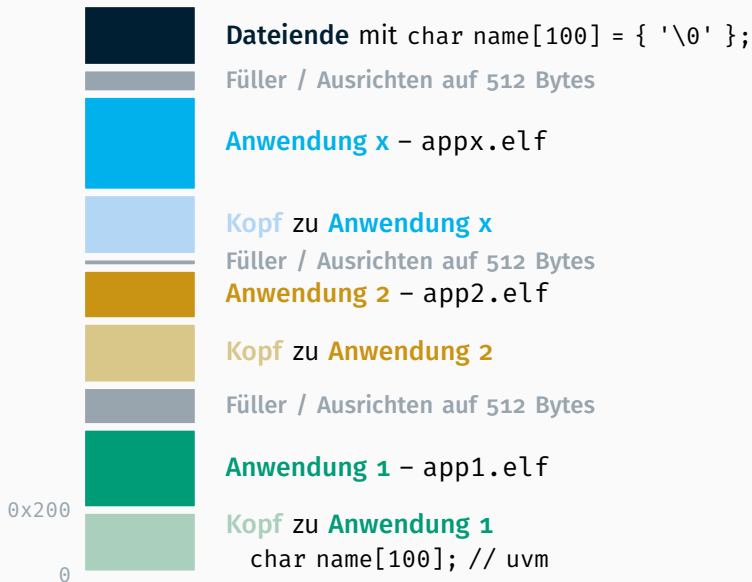 Dateiende mit char name[100] = { '\0' };
Füller / Ausrichten auf 512 Bytes
Anwendung x – appx.elf
Kopf zu Anwendung x
Füller / Ausrichten auf 512 Bytes
Anwendung 2 – app2.elf
Kopf zu Anwendung 2
Füller / Ausrichten auf 512 Bytes
Anwendung 1 – app1.elf
0x200
Kopf zu Anwendung 1
char name[100]; // uvm
0